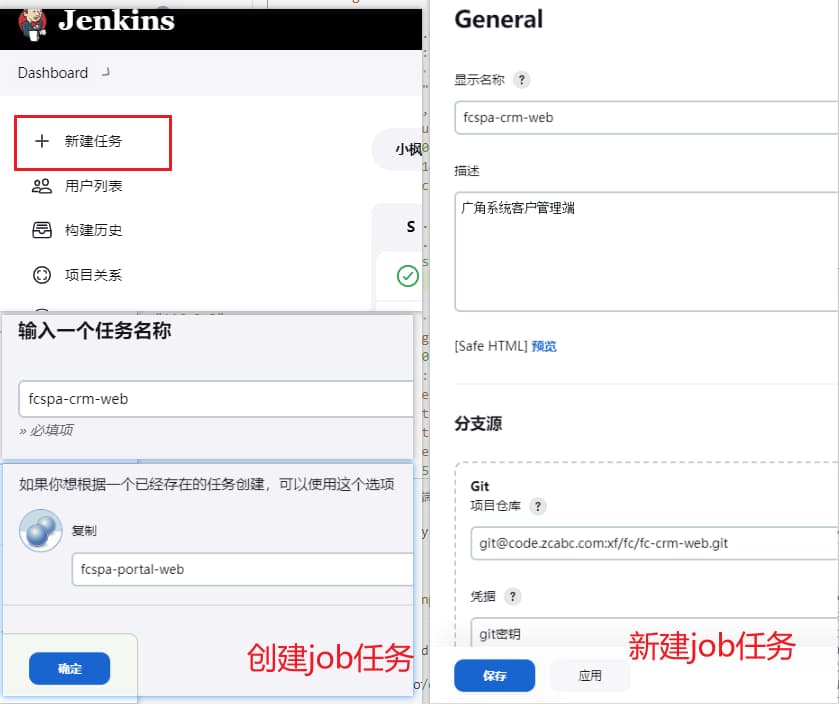 Jenkins
Dashboard
新建任务
用户列表
构建历史
项目关系
小枫
S
输入一个任务名称
fcspa-crm-web
» 必填项
如果你想根据一个已经存在的任务创建，可以使用这个选项
复制
fcspa-portal-web
确定
创建job任务
General
显示名称 ?
fcspa-crm-web
描述
广角系统客户管理端
[Safe HTML] 预览
分支源
Git
项目仓库 ?
git@code.zcabc.com:xf/fc/fc-crm-web.git
凭据 ?
git密钥
新建job任务
保存
应用